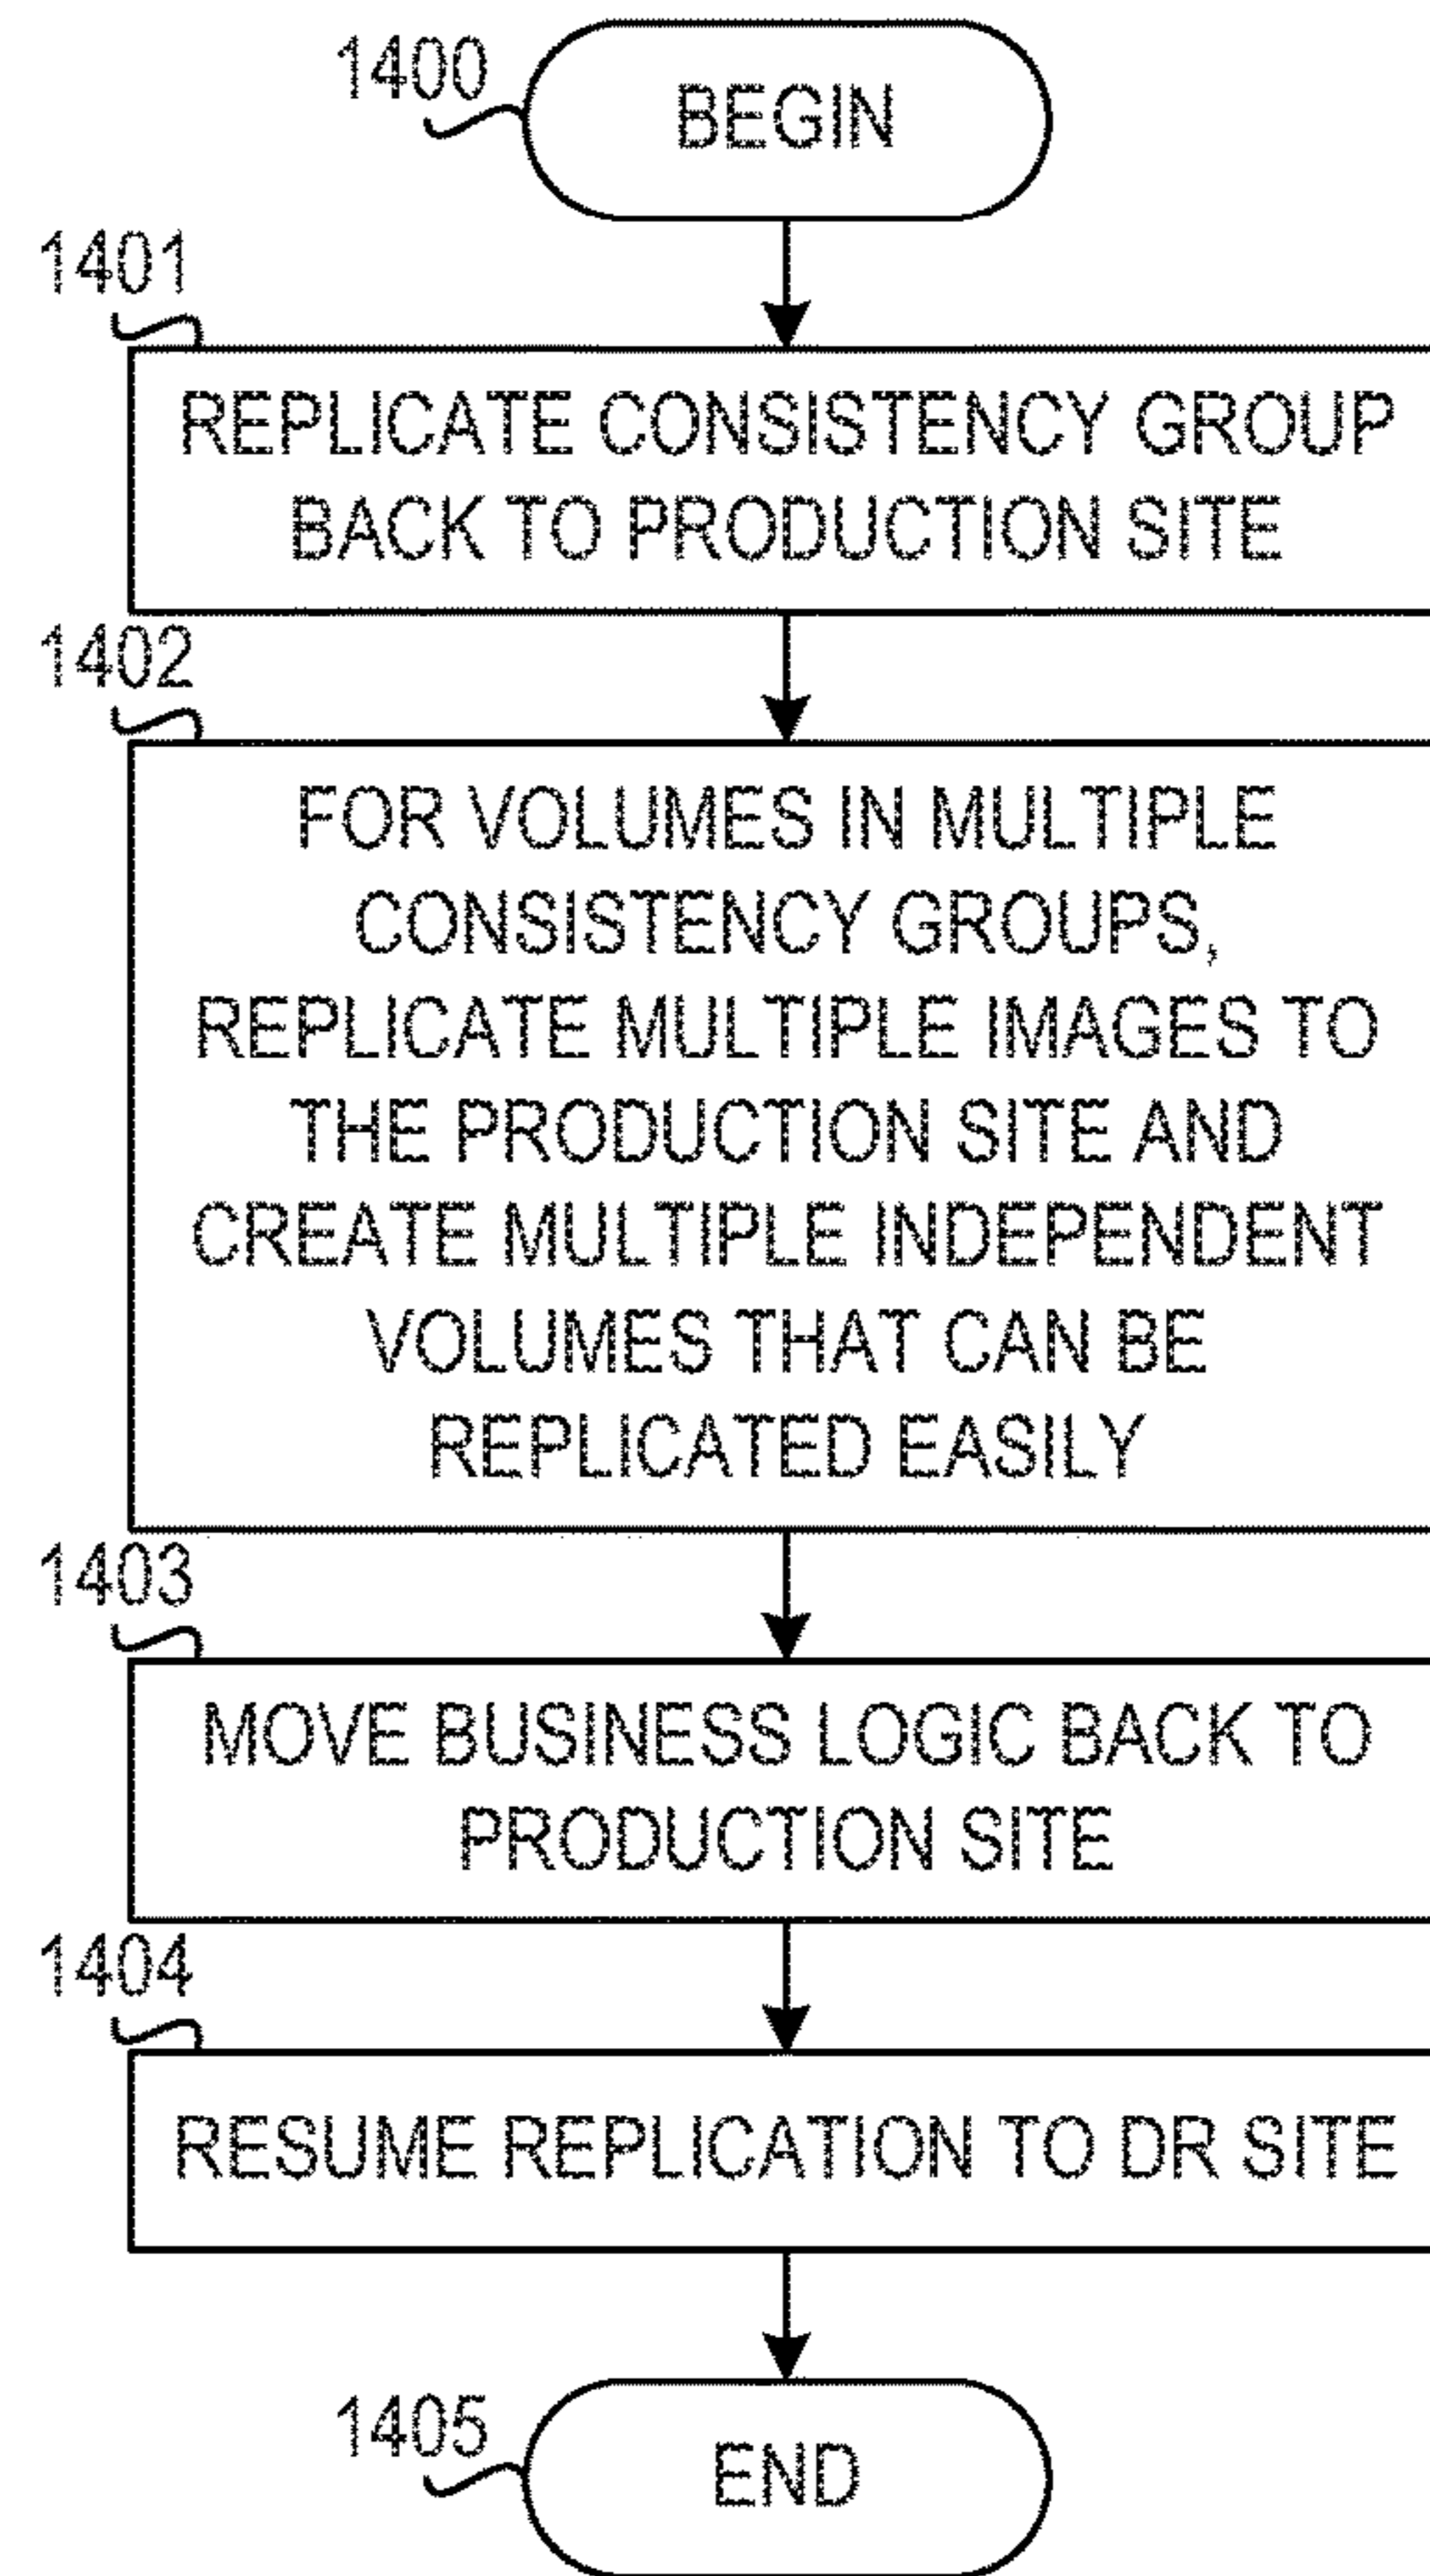 1400
BEGIN
1401
REPLICATE CONSISTENCY GROUP
BACK TO PRODUCTION SITE
1402
FOR VOLUMES IN MULTIPLE
CONSISTENCY GROUPS,
REPLICATE MULTIPLE IMAGES TO
THE PRODUCTION SITE AND
CREATE MULTIPLE INDEPENDENT
VOLUMES THAT CAN BE
REPLICATED EASILY
1403
MOVE BUSINESS LOGIC BACK TO
PRODUCTION SITE
1404
RESUME REPLICATION TO DR SITE
1405
END